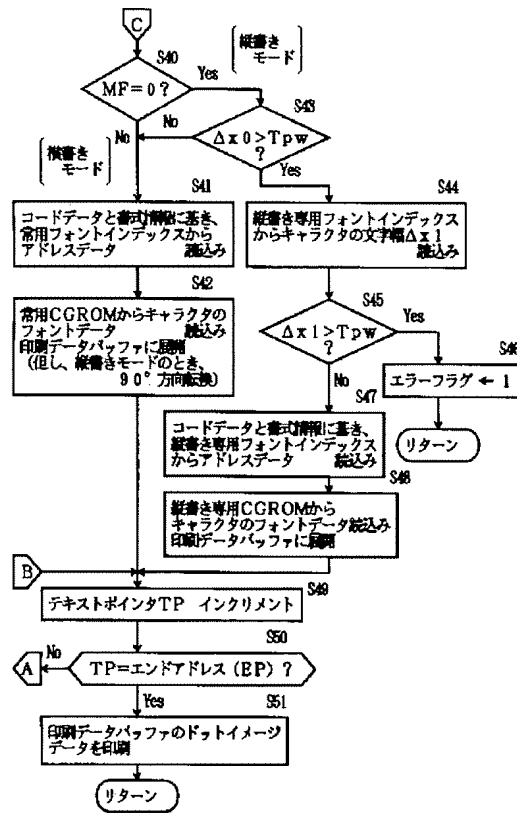 C
S40
縦書き
モード
MF=0?
Yes
S43
No
No
Δx0>Tpw
?
横書き
モード
Yes
S41
S44
コードデータと書式情報に基き、
常用フォントインデックスから
アドレスデータ 読込み
縦書き専用フォントインデックス
からキャラクタの文字幅Δx1
読込み
S42
S45
常用CGROMからキャラクタの
フォントデータ 読込み
印刷データバッファに展開
(但し、縦書きモードのとき、
90°方向転換)
Δx1>Tpw
?
Yes
S46
No
エラーフラグ ← 1
S47
リターン
コードデータと書式情報に基き、
縦書き専用フォントインデックス
からアドレスデータ 読込み
S48
縦書き専用CGROMから
キャラクタのフォントデータ読込み
印刷データバッファに展開
B
S49
テキストポインタTP インクリメント
S50
A
No
TP=エンドアドレス(EP)?
Yes
S51
印刷データバッファのドットイメージ
データを印刷
リターン